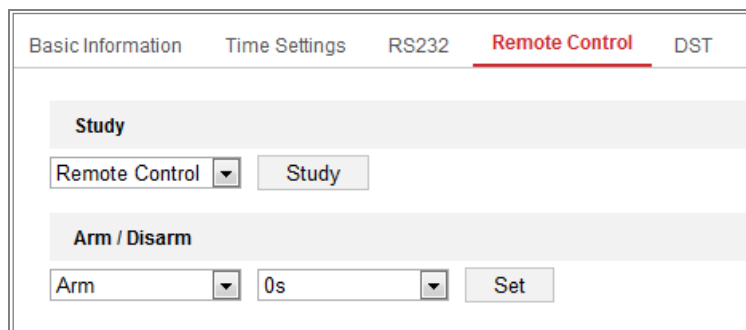 Basic Information Time Settings RS232 Remote Control DST
Study
Remote Control Study
Arm / Disarm
Arm 0s Set